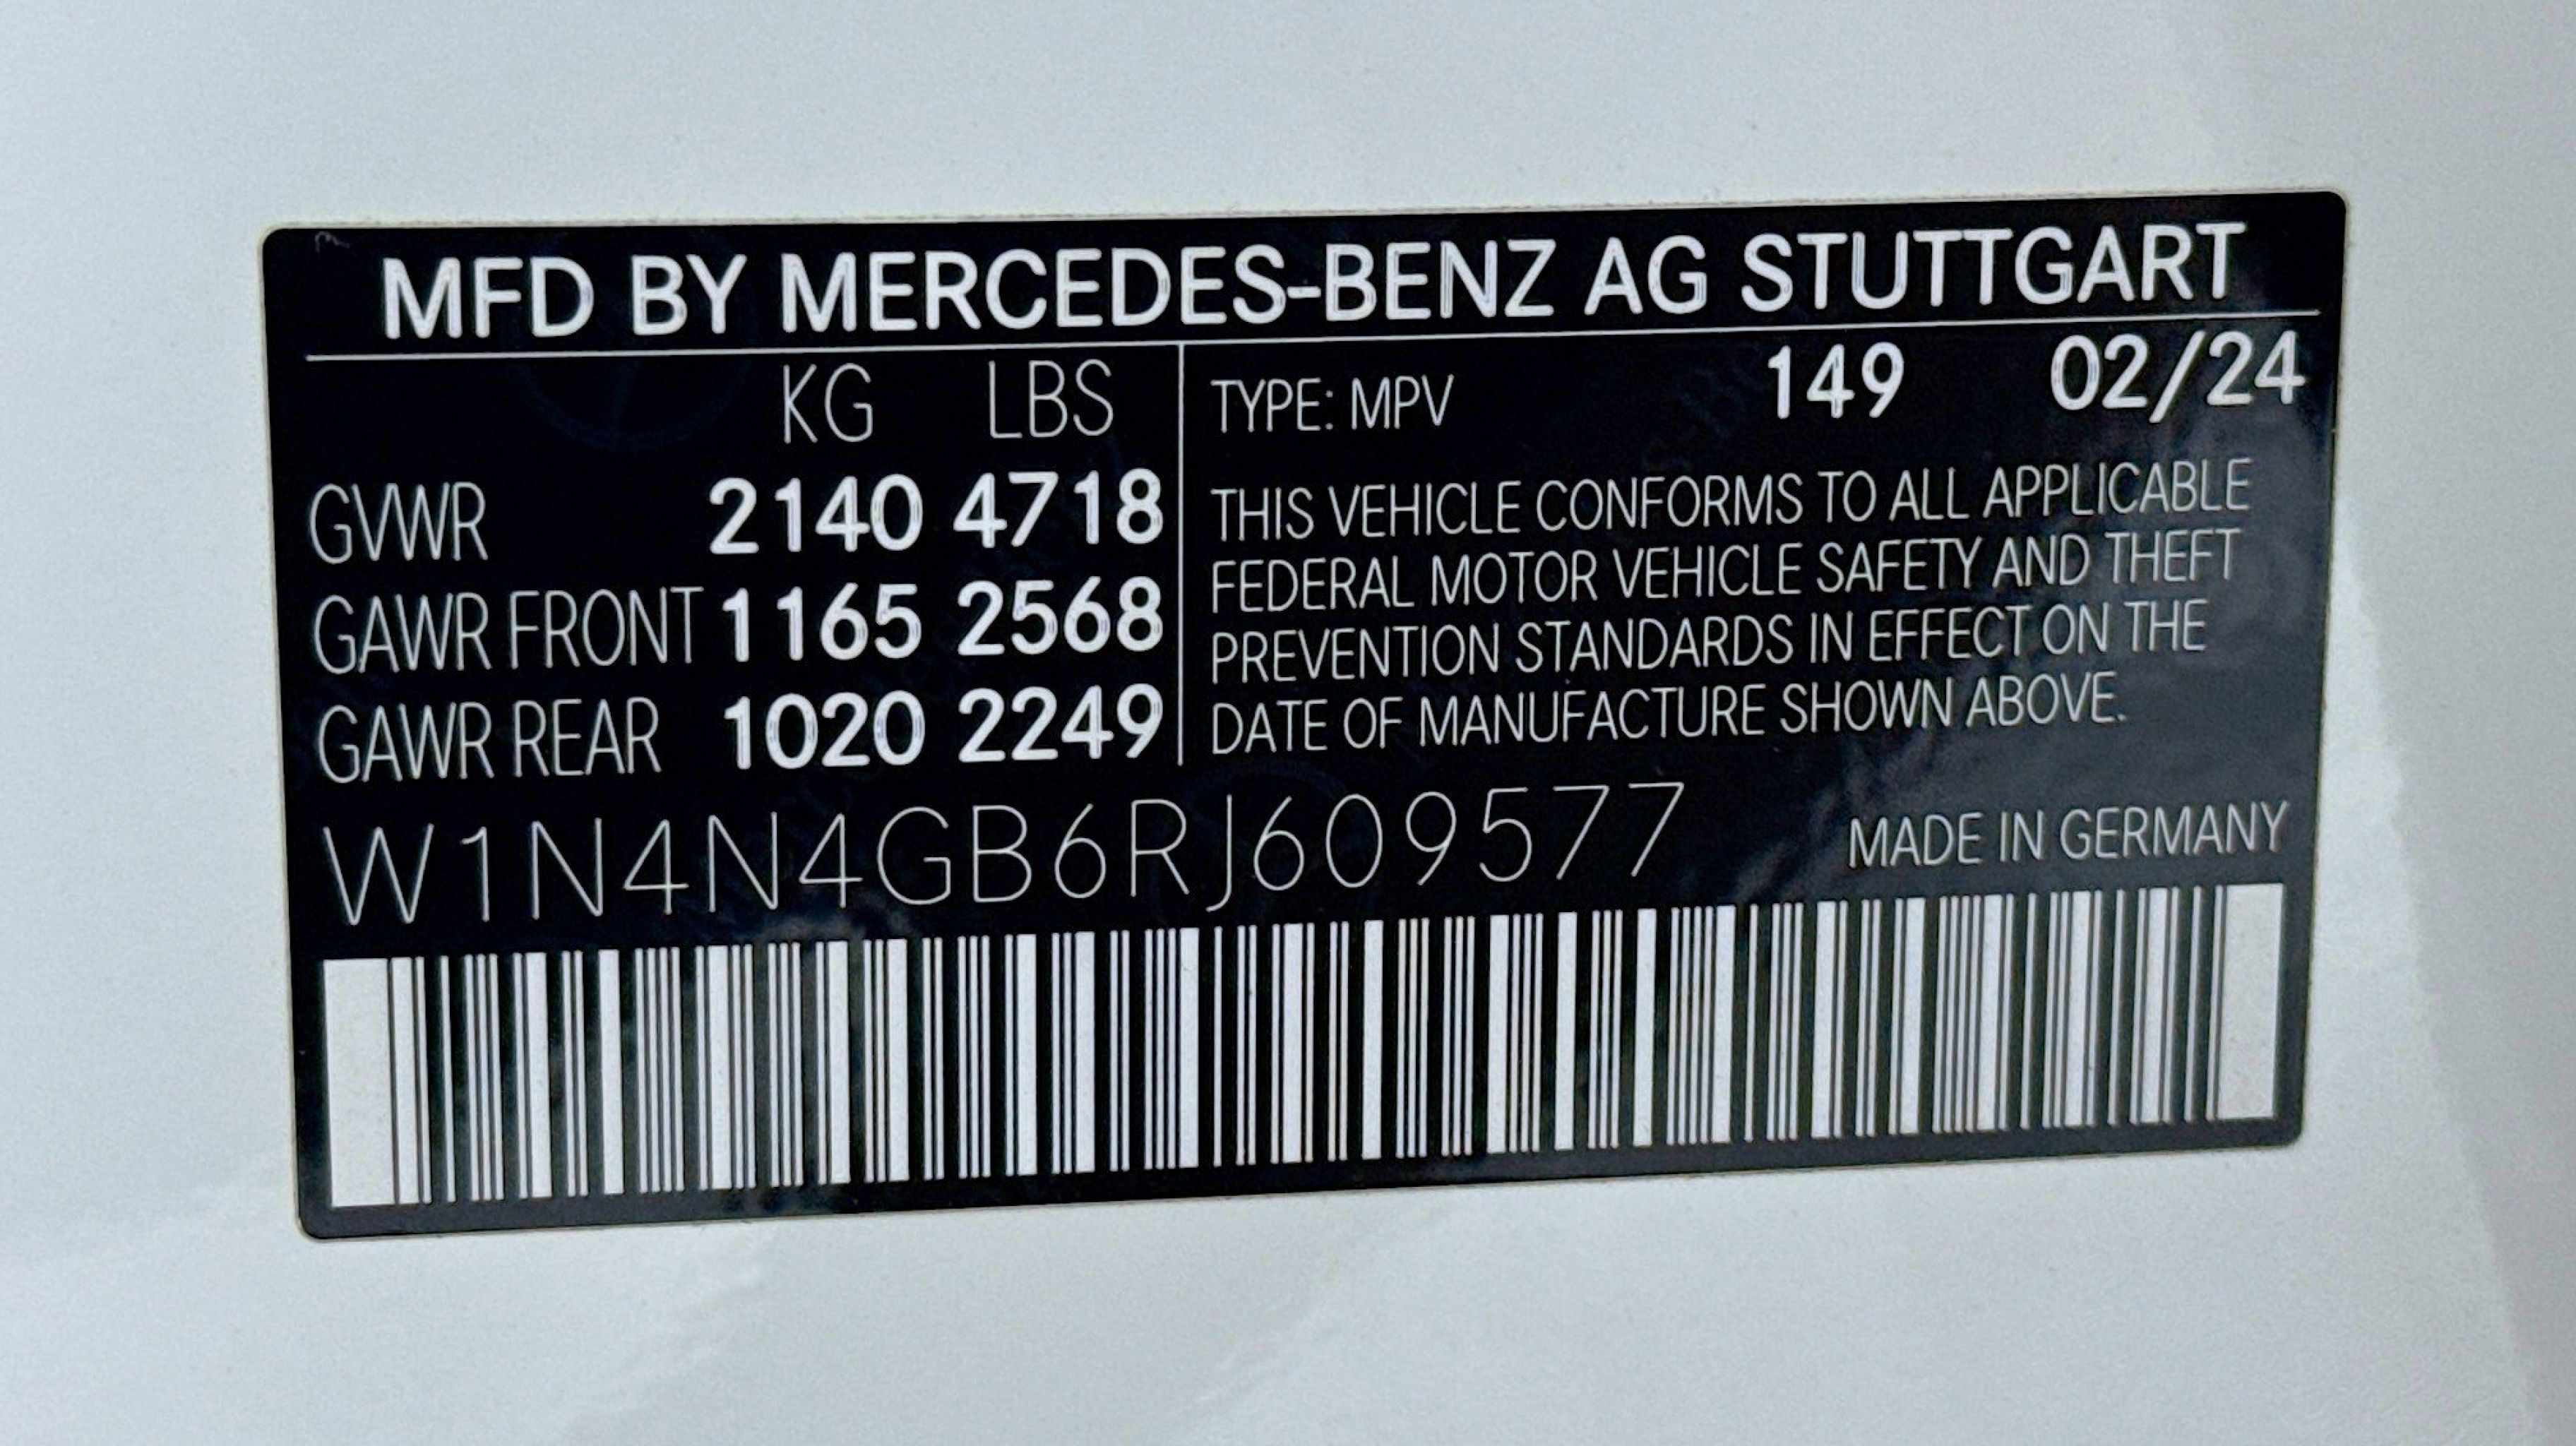 MFD BY MERCEDES-BENZ AG STUTTGART
KG LBS
GVWR 2140 4718
GAWR FRONT 1165 2568
GAWR REAR 1020 2249
TYPE: MPV 149 02/24
THIS VEHICLE CONFORMS TO ALL APPLICABLE
FEDERAL MOTOR VEHICLE SAFETY AND THEFT
PREVENTION STANDARDS IN EFFECT ON THE
DATE OF MANUFACTURE SHOWN ABOVE.
W1N4N4GB6RJ609577
MADE IN GERMANY